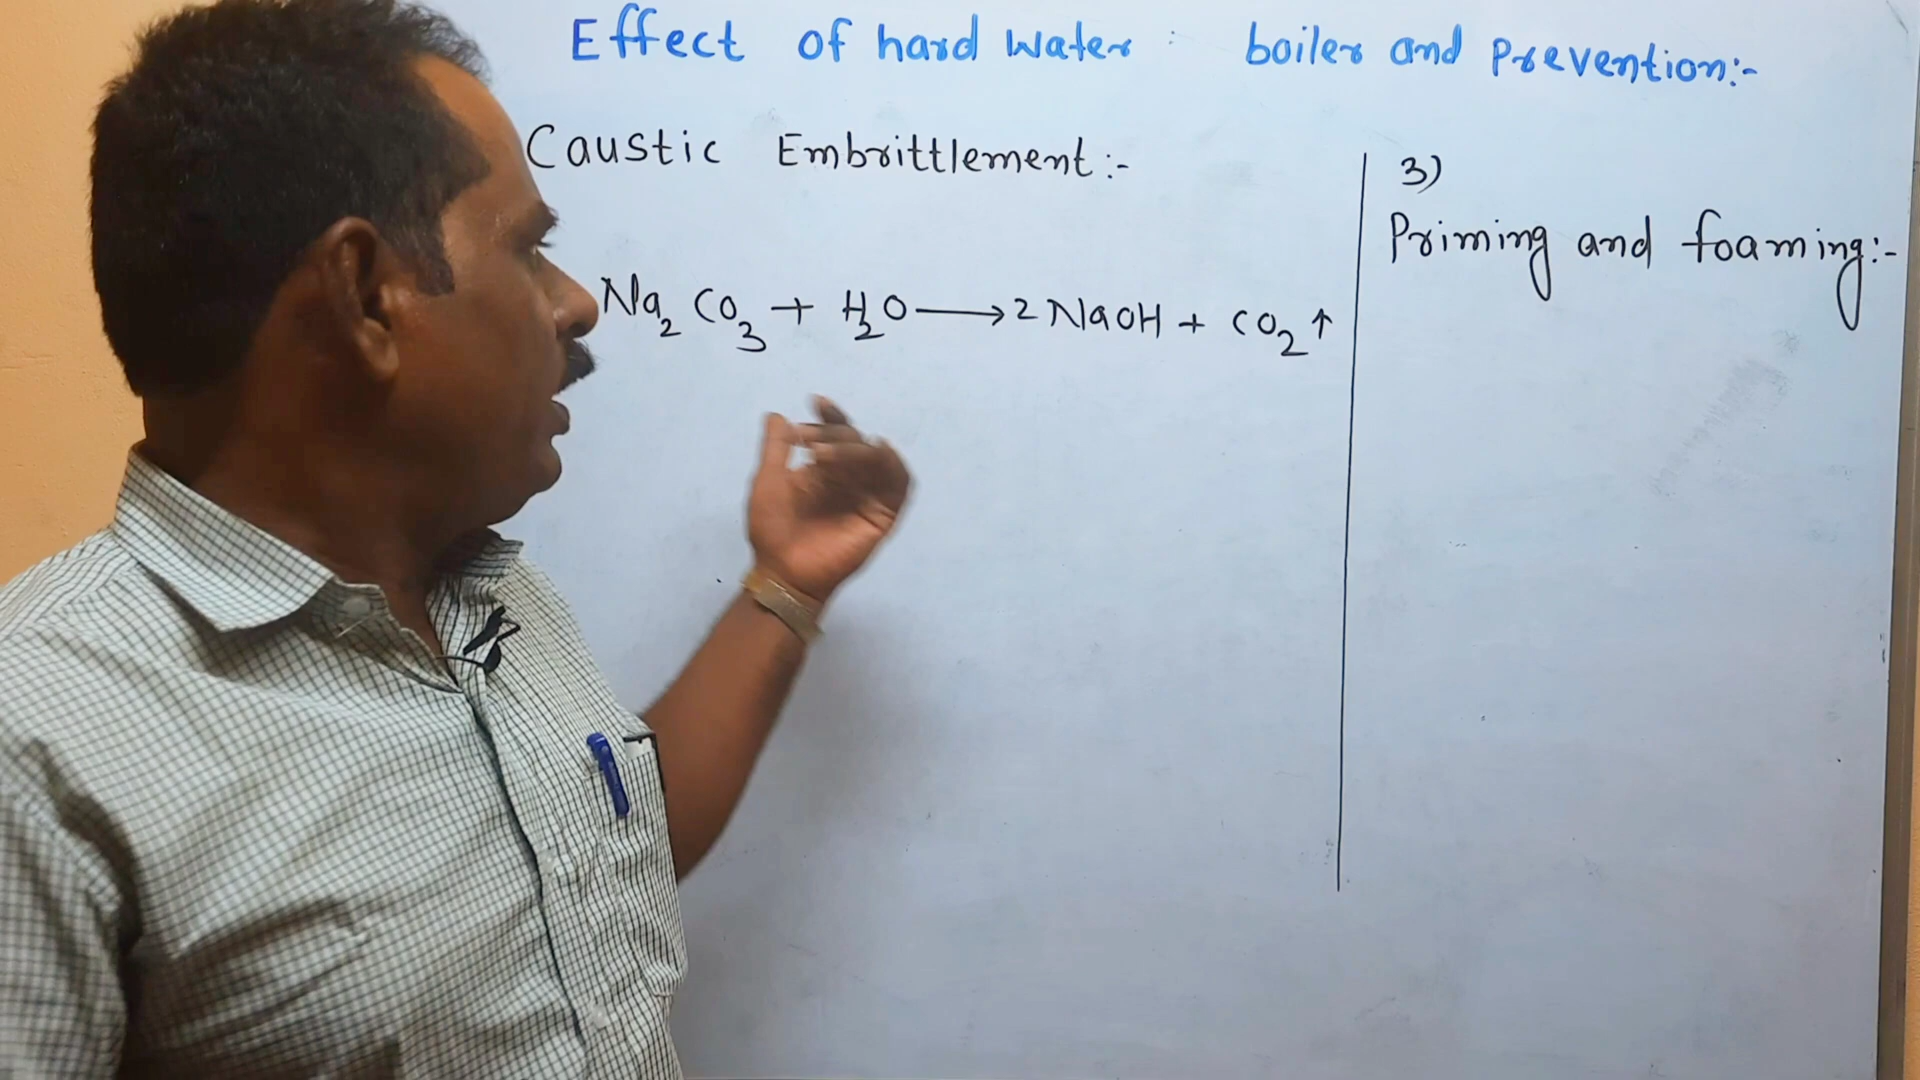 Effect of hard water : boiler and Prevention:-
Caustic Embrittlement:-
Na2CO3 + H2O ⟶ 2NaOH + CO2 ↑
3)
Priming and foaming:-